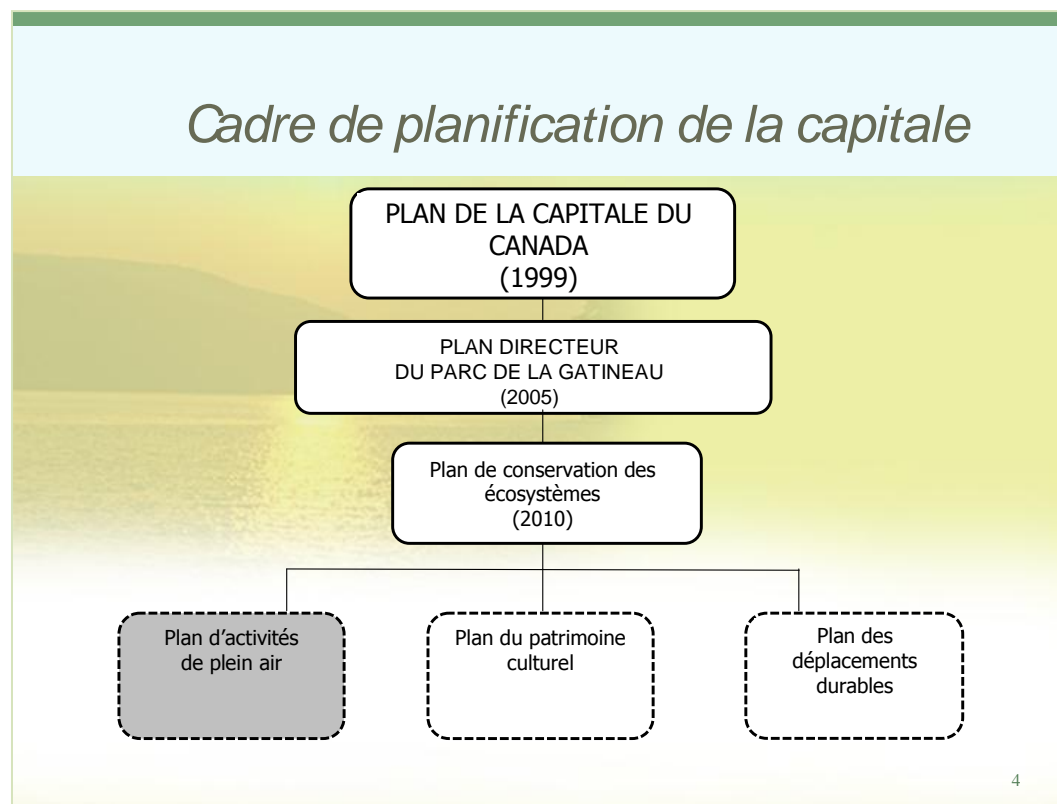 Cadre de planification de la capitale
PLAN DE LA CAPITALE DU
CANADA
(1999)
PLAN DIRECTEUR
DU PARC DE LA GATINEAU
(2005)
Plan de conservation des
écosystèmes
(2010)
Plan d’activités
de plein air
Plan du patrimoine
culturel
Plan des
déplacements
durables
4